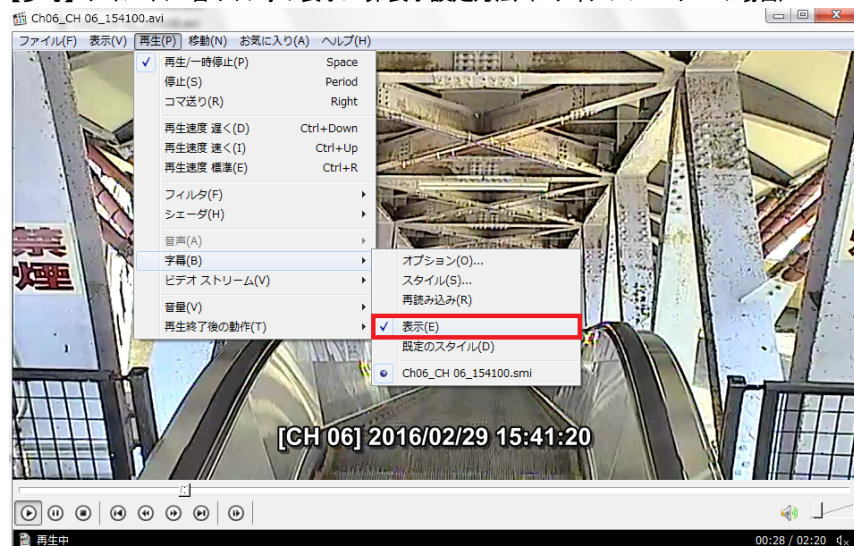 Ch06_CH 06_154100.avi
ファイル(F) 表示(V) 再生(P) 移動(N) お気に入り(A) ヘルプ(H)
✓ 再生/一時停止(P) Space
停止(S) Period
コマ送り(R) Right
再生速度 遅く(D) Ctrl+Down
再生速度 速く(I) Ctrl+Up
再生速度 標準(E) Ctrl+R
フィルタ(F)
シェーダ(H)
音声(A)
字幕(B)
ビデオ ストリーム(V)
音量(V)
再生終了後の動作(T)
オプション(O)...
スタイル(S)...
再読み込み(R)
✓ 表示(E)
既定のスタイル(D)
Ch06_CH 06_154100.smi
禁煙
[CH 06] 2016/02/29 15:41:20
再生中 00:28 / 02:20